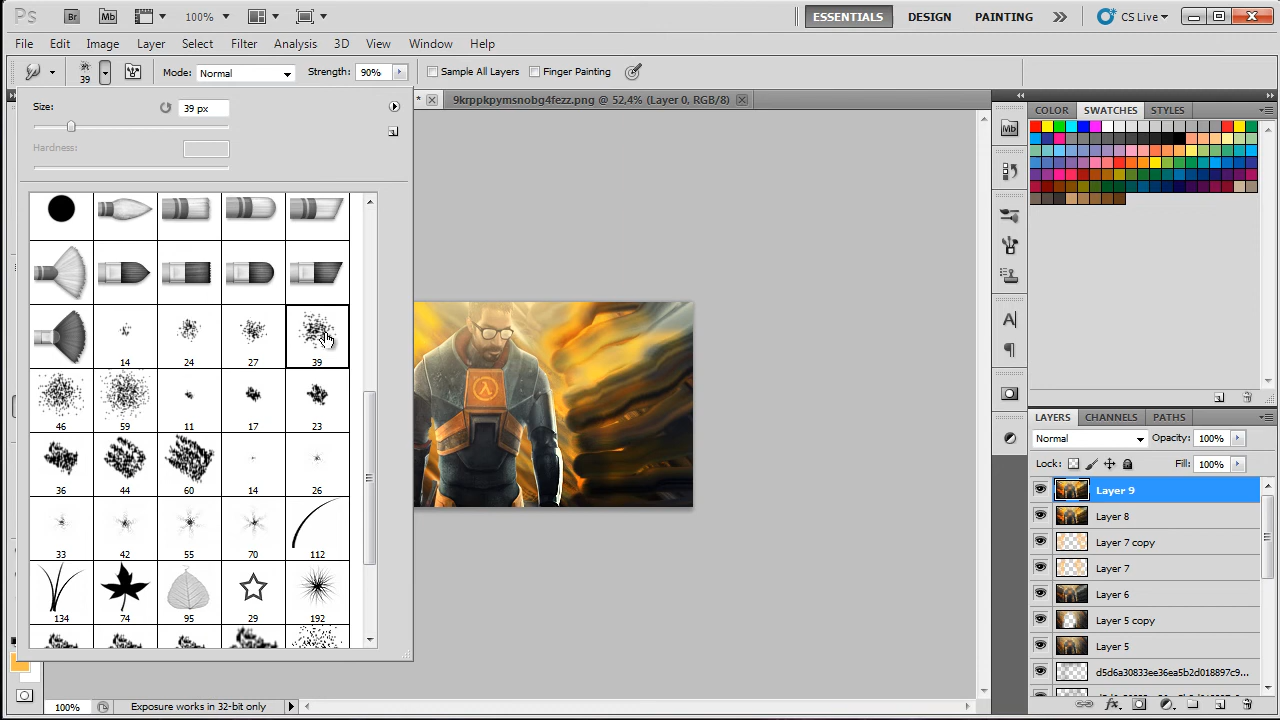 Ps Br Mb 100% ESSENTIALS DESIGN PAINTING CS Live
File Edit Image Layer Select Filter Analysis 3D View Window Help
39 Mode: Normal Strength: 90% Sample All Layers Finger Painting
* 9krppkpymsnobg4fezz.png @ 52,4% (Layer 0, RGB/8)
Size: 39 px
Hardness:
14 24 27 39
46 59 11 17 23
36 44 60 14 26
33 42 55 70 112
134 74 95 29 192
Mb
COLOR SWATCHES STYLES
LAYERS CHANNELS PATHS
Normal Opacity: 100%
Lock: Fill: 100%
Layer 9
Layer 8
Layer 7 copy
Layer 7
Layer 6
Layer 5 copy
Layer 5
d5d6a30833ee36ea5b2d018897c9...
100% Exposure works in 32-bit only